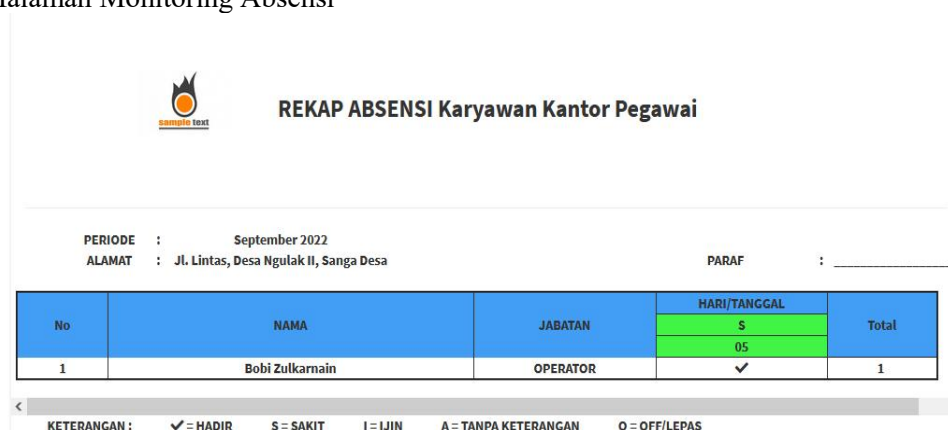 Halaman Monitoring Absensi
sample text
REKAP ABSENSI Karyawan Kantor Pegawai
PERIODE : September 2022
ALAMAT : Jl. Lintas, Desa Ngulak II, Sanga Desa
PARAF :
No NAMA JABATAN HARI/TANGGAL Total
S
05
1 Bobi Zulkarnain OPERATOR ✓ 1
KETERANGAN : ✓ = HADIR S = SAKIT I = IJIN A = TANPA KETERANGAN O = OFF/LEPAS